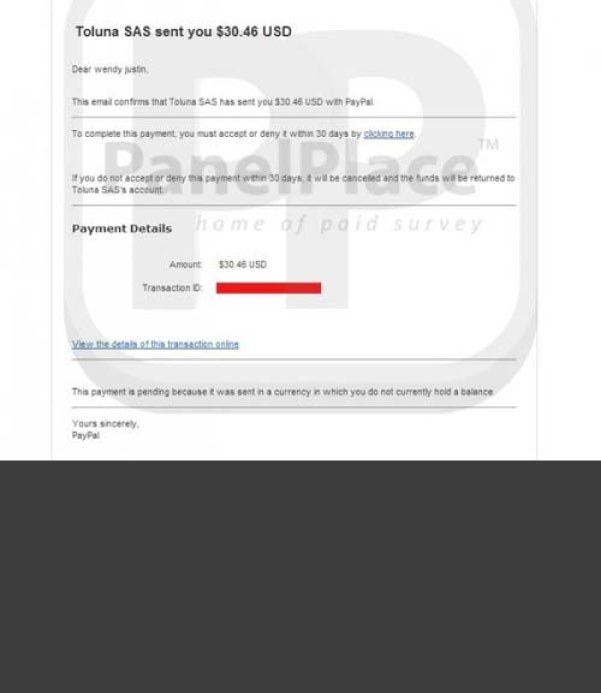 Toluna SAS sent you $30.46 USD
Dear wendy justin,
This email confirms that Toluna SAS has sent you $30.46 USD with PayPal.
To complete this payment, you must accept or deny it within 30 days by clicking here.
PanelPlace™
If you do not accept or deny this payment within 30 days, it will be cancelled and the funds will be returned to
Toluna SAS's account.
home of paid survey
Payment Details
Amount: $30.46 USD
Transaction ID:
View the details of this transaction online
This payment is pending because it was sent in a currency in which you do not currently hold a balance.
Yours sincerely,
PayPal